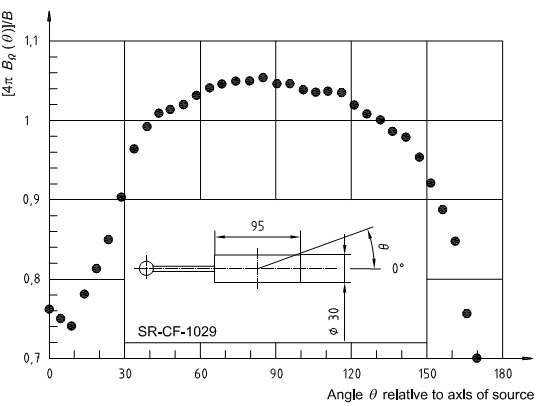 [4π B_Ω (θ)]/B
1,1
1
0,9
0,8
0,7
95
θ
0°
ϕ 30
SR-CF-1029
0 30 60 90 120 150 180
Angle θ relative to axis of source